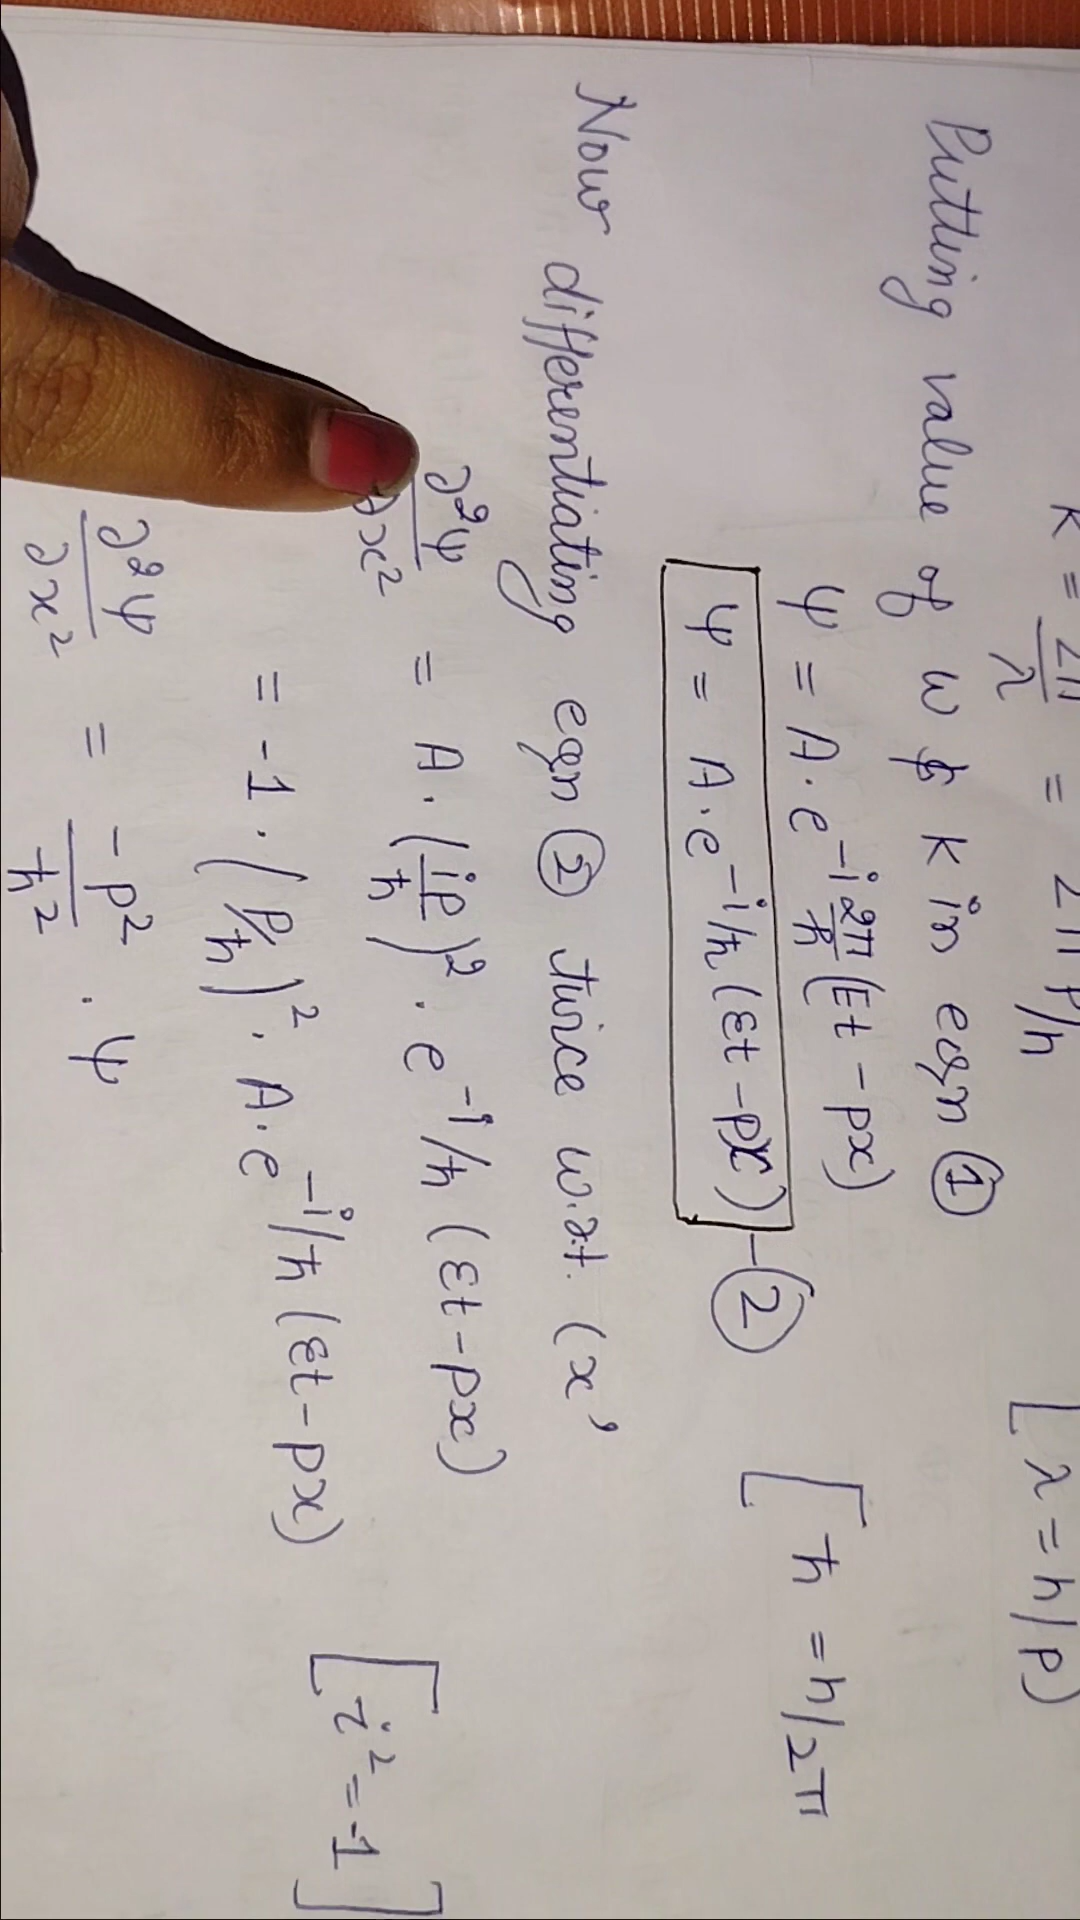 K = 2π/λ = 2πP/h [λ = h/p)
Putting value of w & K in eqn ①
ψ = A.e^-i 2π/h (Et - px)
ψ = A.e^-i/ħ (Et - px) - ② [ħ = h/2π
Now differentiating eqn ② twice w.r.t. (x'
∂²ψ/∂x² = A.(ip/ħ)².e^-i/ħ (Et - px)
= -1.(P/ħ)².A.e^-i/ħ (Et - px) [i² = -1]
∂²ψ/∂x² = -P²/ħ² . ψ